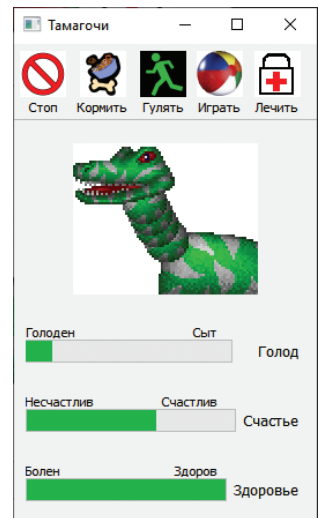 Тамагочи
Стоп Кормить Гулять Играть Лечить
Голоден Сыт
Голод
Несчастлив Счастлив
Счастье
Болен Здоров
Здоровье